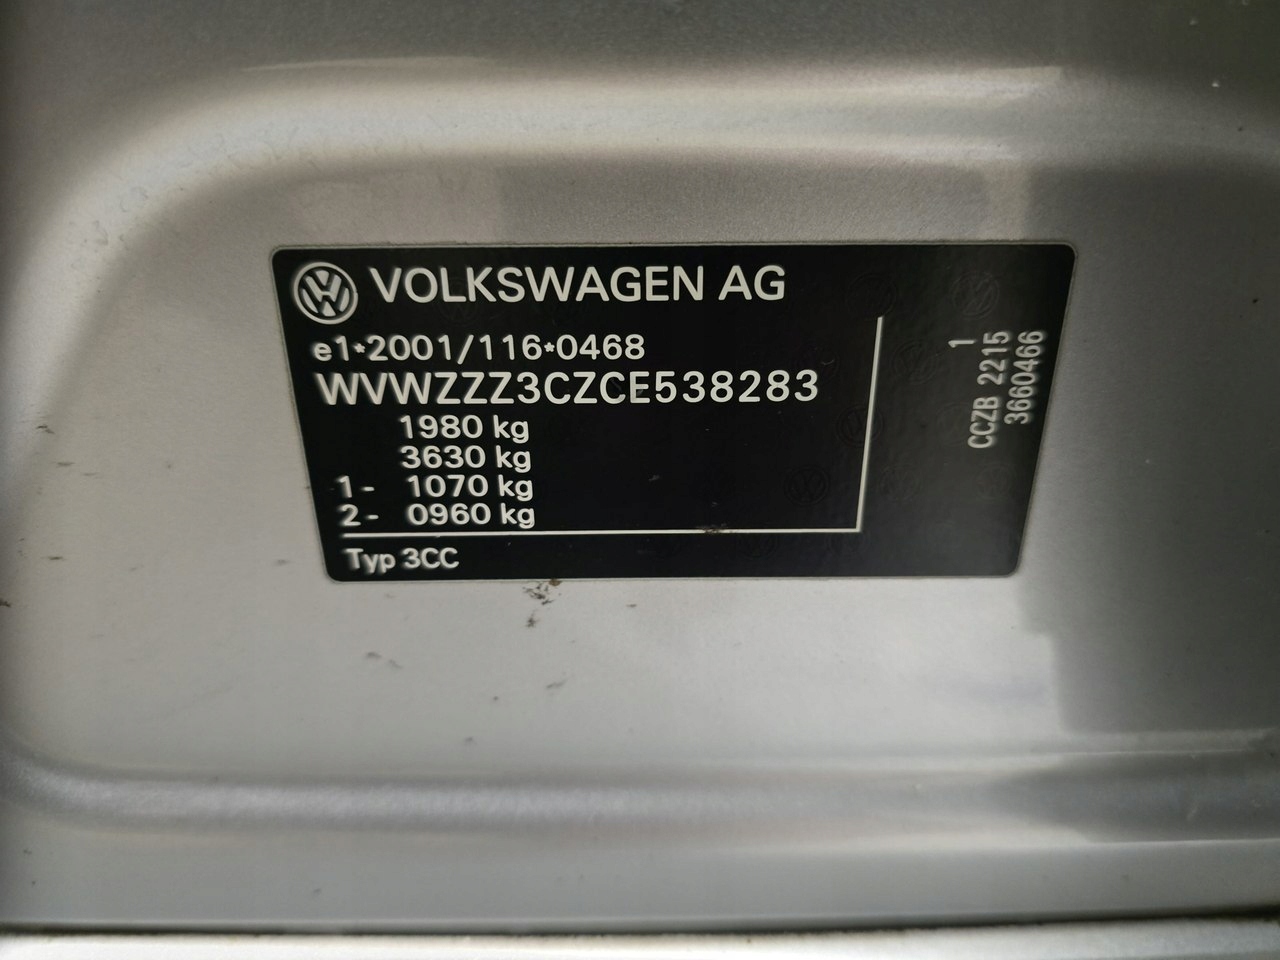 VOLKSWAGEN AG
e1*2001/116*0468
WVWZZZ3CZCE538283
1980 kg
3630 kg
1- 1070 kg
2- 0960 kg
Typ 3CC
1
CCZB 2215
3660466